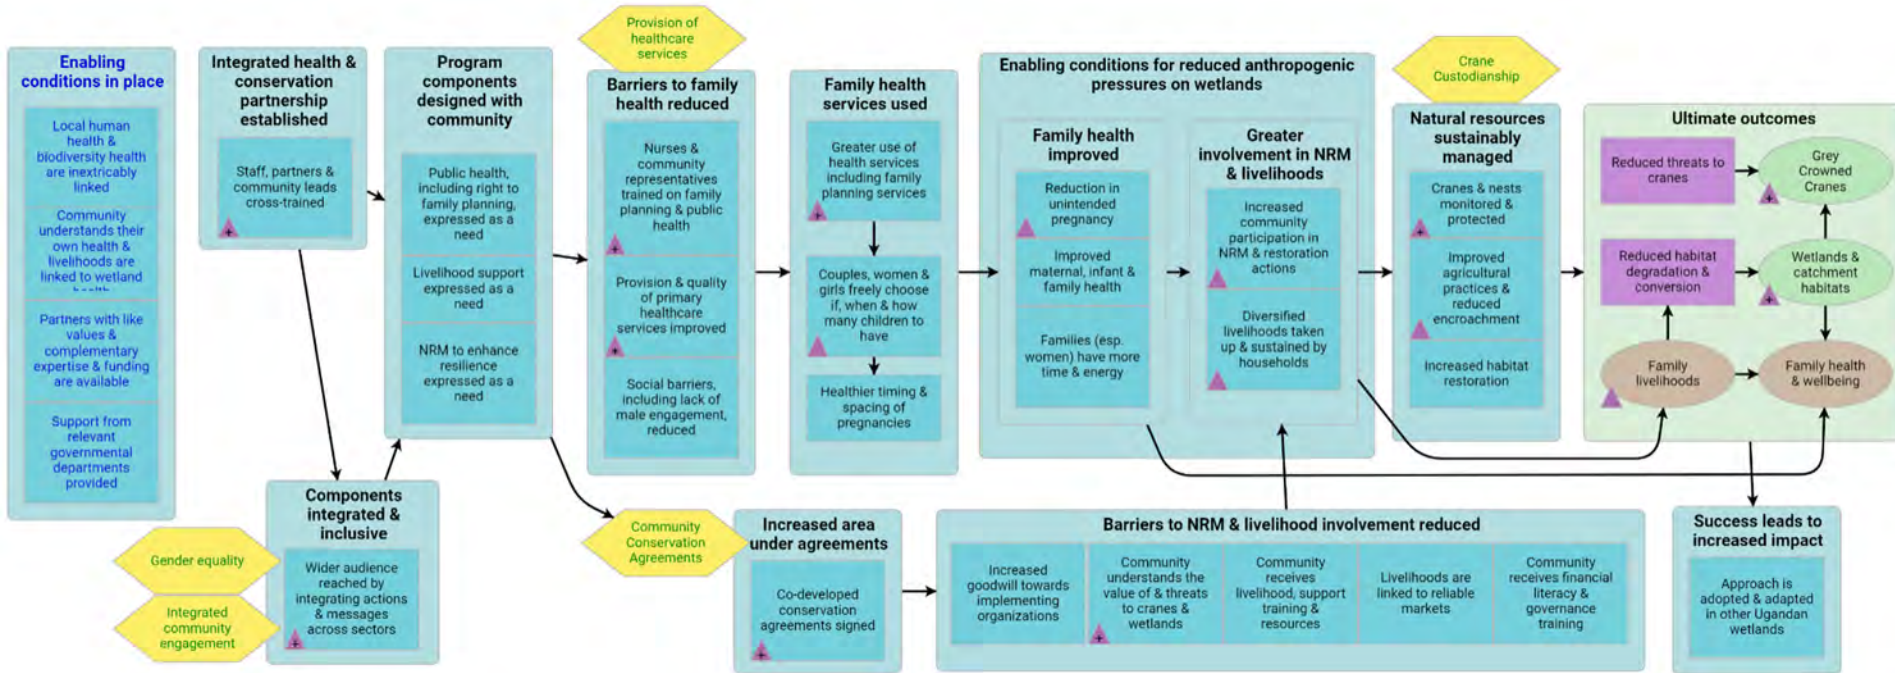 Enabling
conditions in place
Local human
health &
biodiversity health
are inextricably
linked
Community
understands their
own health &
livelihoods are
linked to wetland
health
Partners with like
values &
complementary
expertise & funding
are available
Support from
relevant
governmental
departments
provided
Integrated health &
conservation
partnership
established
Staff, partners &
community leads
cross-trained
+
Gender equality
Integrated
community
engagement
Components
integrated &
inclusive
Wider audience
reached by
integrating actions
& messages
across sectors
+
Program
components
designed with
community
Public health,
including right to
family planning,
expressed as a
need
Livelihood support
expressed as a
need
NRM to enhance
resilience
expressed as a
need
Provision of
healthcare
services
Barriers to family
health reduced
Nurses &
community
representatives
trained on family
planning & public
health
+
Provision & quality
of primary
healthcare
services improved
+
Social barriers,
including lack of
male engagement,
reduced
Family health
services used
Greater use of
health services
including family
planning services
+
Couples, women &
girls freely choose
if, when & how
many children to
have
Healthier timing &
spacing of
pregnancies
Community
Conservation
Agreements
Increased area
under agreements
Co-developed
conservation
agreements signed
+
Enabling conditions for reduced anthropogenic
pressures on wetlands
Family health
improved
Reduction in
unintended
pregnancy
Improved
maternal, infant &
family health
Families (esp.
women) have more
time & energy
Greater
involvement in NRM
& livelihoods
Increased
community
participation in
NRM & restoration
actions
Diversified
livelihoods taken
up & sustained by
households
Barriers to NRM & livelihood involvement reduced
Increased
goodwill towards
implementing
organizations
Community
understands the
value of & threats
to cranes &
wetlands
+
Community
receives
livelihood, support
training &
resources
Livelihoods are
linked to reliable
markets
Community
receives financial
literacy &
governance
training
Crane
Custodianship
Natural resources
sustainably
managed
Cranes & nests
monitored &
protected
+
Improved
agricultural
practices &
reduced
encroachment
Increased habitat
restoration
Ultimate outcomes
Reduced threats to
cranes
Grey
Crowned
Cranes
+
Reduced habitat
degradation &
conversion
Wetlands &
catchment
habitats
+
Family
livelihoods
Family health
& wellbeing
Success leads to
increased impact
Approach is
adopted & adapted
in other Ugandan
wetlands